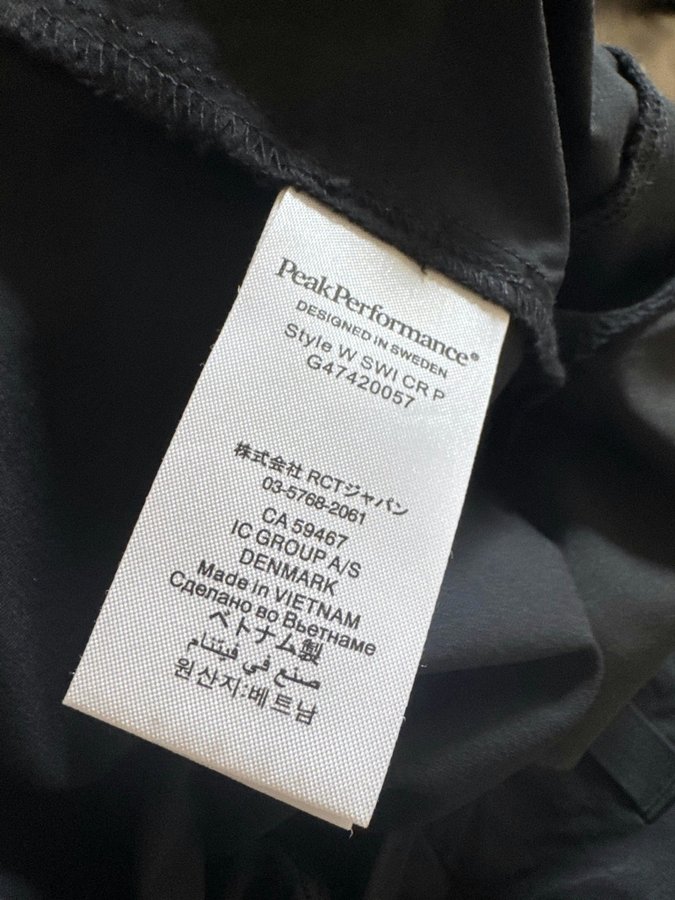 PeakPerformance®
DESIGNED IN SWEDEN
Style W SWI CR P
G47420057
株式会社 RCTジャパン
03-5768-2061
CA 59467
IC GROUP A/S
DENMARK
Made in VIETNAM
Сделано во Вьетнаме
ベトナム製
صنع في فيتنام
원산지:베트남